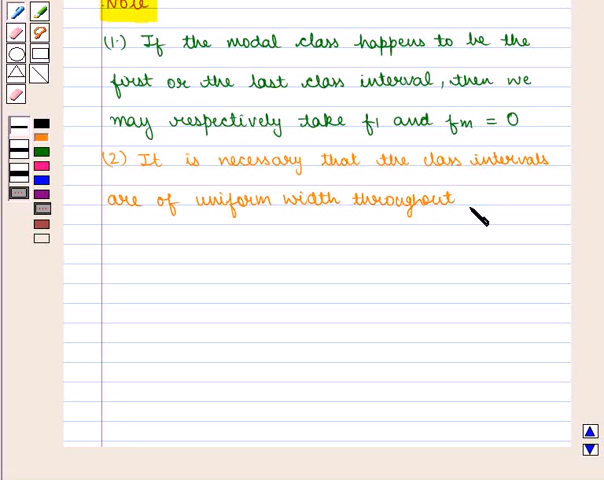 Note
(1.) If the modal class happens to be the
first or the last class interval, then we
may respectively take f1 and fm = 0
(2) It is necessary that the class intervals
are of uniform width throughout